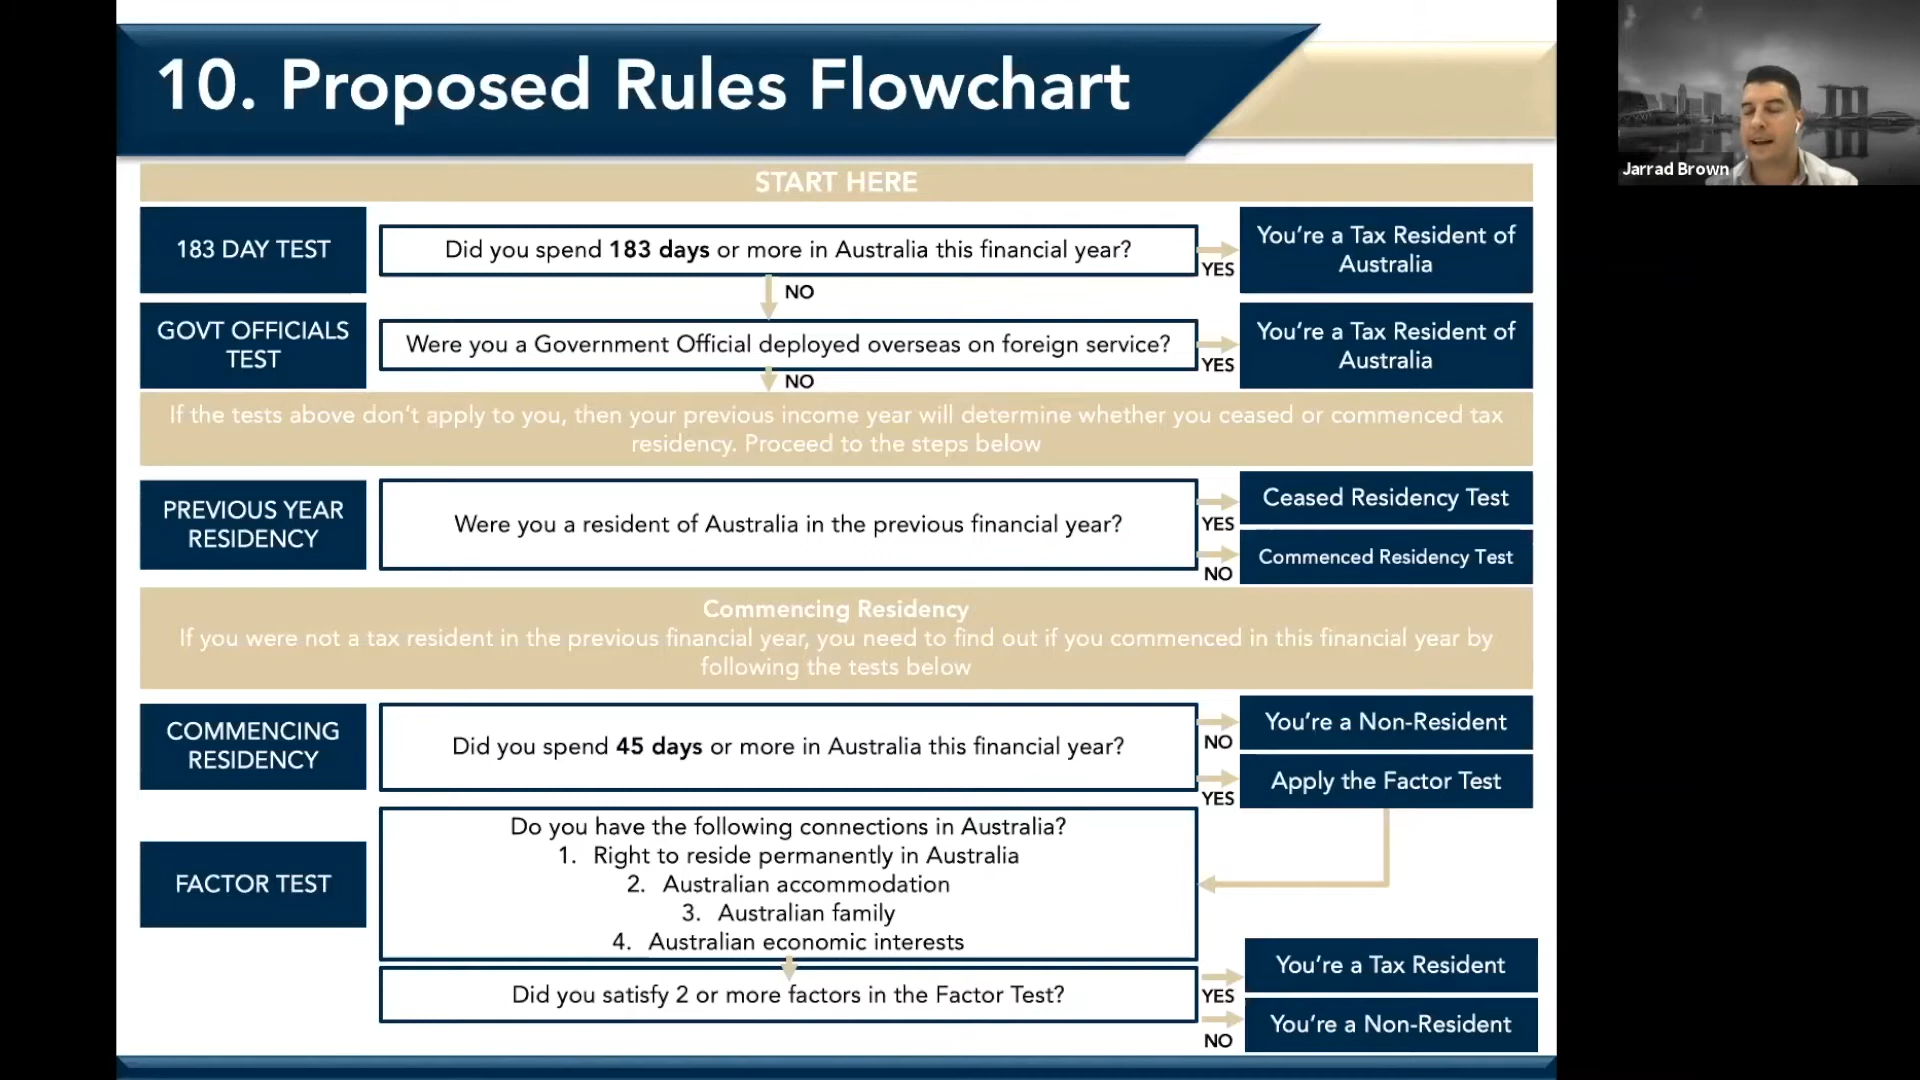 10. Proposed Rules Flowchart
Jarrad Brown
START HERE
183 DAY TEST
Did you spend 183 days or more in Australia this financial year?
YES
You're a Tax Resident of
Australia
NO
GOVT OFFICIALS
TEST
Were you a Government Official deployed overseas on foreign service?
YES
You're a Tax Resident of
Australia
NO
If the tests above don't apply to you, then your previous income year will determine whether you ceased or commenced tax
residency. Proceed to the steps below
PREVIOUS YEAR
RESIDENCY
Were you a resident of Australia in the previous financial year?
YES
Ceased Residency Test
NO
Commenced Residency Test
Commencing Residency
If you were not a tax resident in the previous financial year, you need to find out if you commenced in this financial year by
following the tests below
COMMENCING
RESIDENCY
Did you spend 45 days or more in Australia this financial year?
NO
You're a Non-Resident
YES
Apply the Factor Test
FACTOR TEST
Do you have the following connections in Australia?
1. Right to reside permanently in Australia
2. Australian accommodation
3. Australian family
4. Australian economic interests
Did you satisfy 2 or more factors in the Factor Test?
YES
You're a Tax Resident
NO
You're a Non-Resident